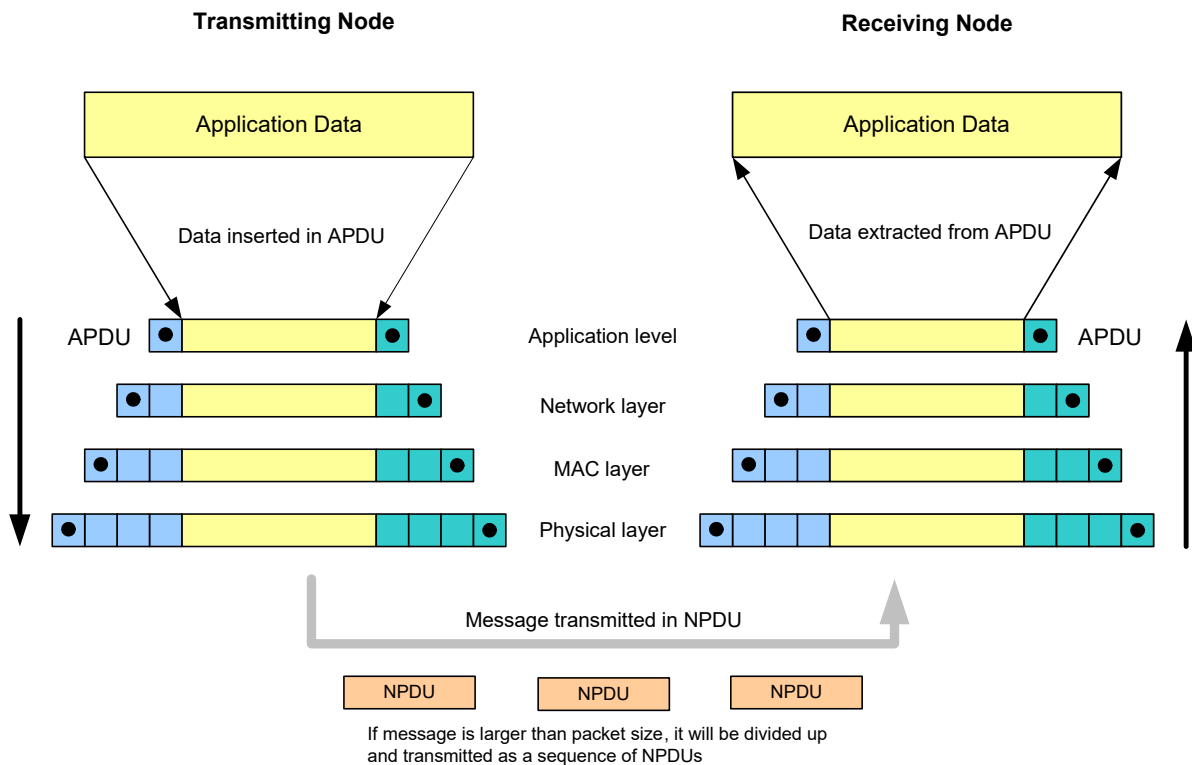 Transmitting Node
Receiving Node
Application Data
Application Data
Data inserted in APDU
Data extracted from APDU
APDU
Application level
APDU
Network layer
MAC layer
Physical layer
Message transmitted in NPDU
NPDU
NPDU
NPDU
If message is larger than packet size, it will be divided up
and transmitted as a sequence of NPDUs